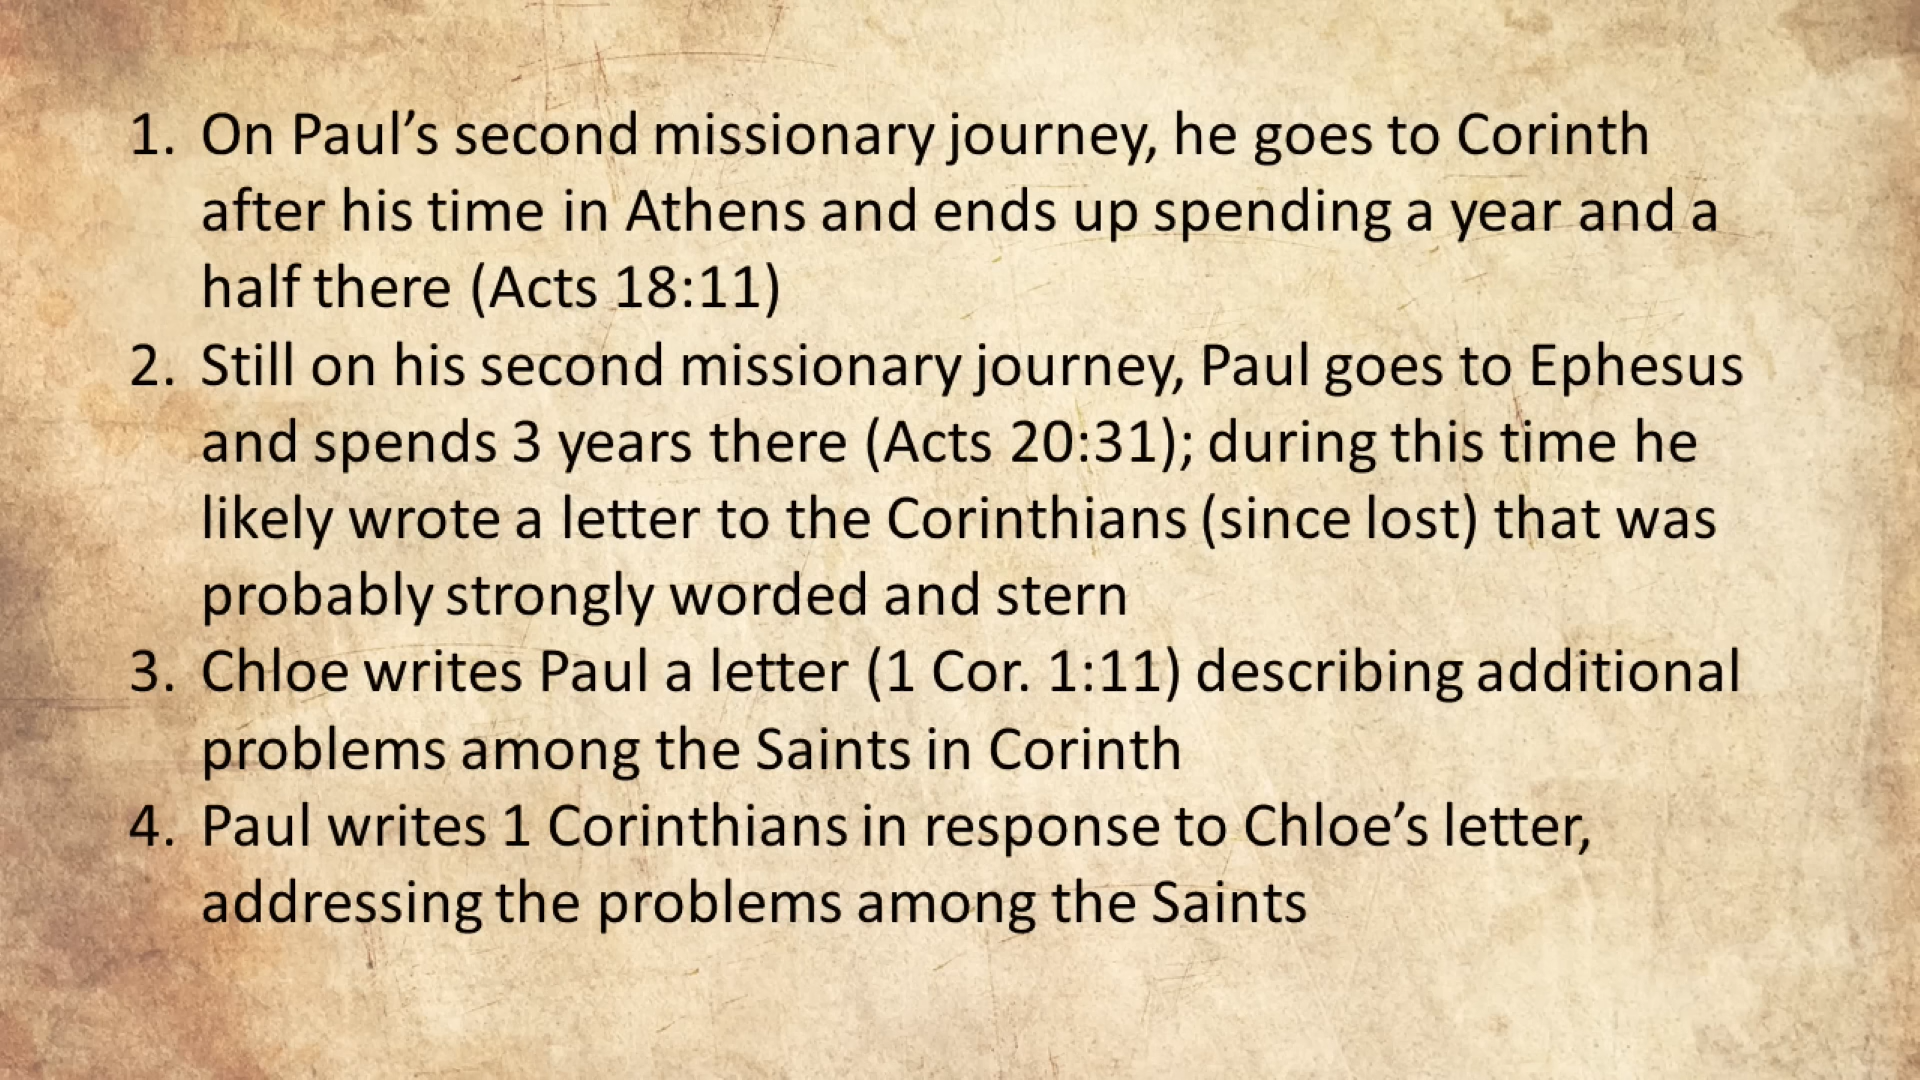 1. On Paul’s second missionary journey, he goes to Corinth
after his time in Athens and ends up spending a year and a
half there (Acts 18:11)
2. Still on his second missionary journey, Paul goes to Ephesus
and spends 3 years there (Acts 20:31); during this time he
likely wrote a letter to the Corinthians (since lost) that was
probably strongly worded and stern
3. Chloe writes Paul a letter (1 Cor. 1:11) describing additional
problems among the Saints in Corinth
4. Paul writes 1 Corinthians in response to Chloe’s letter,
addressing the problems among the Saints